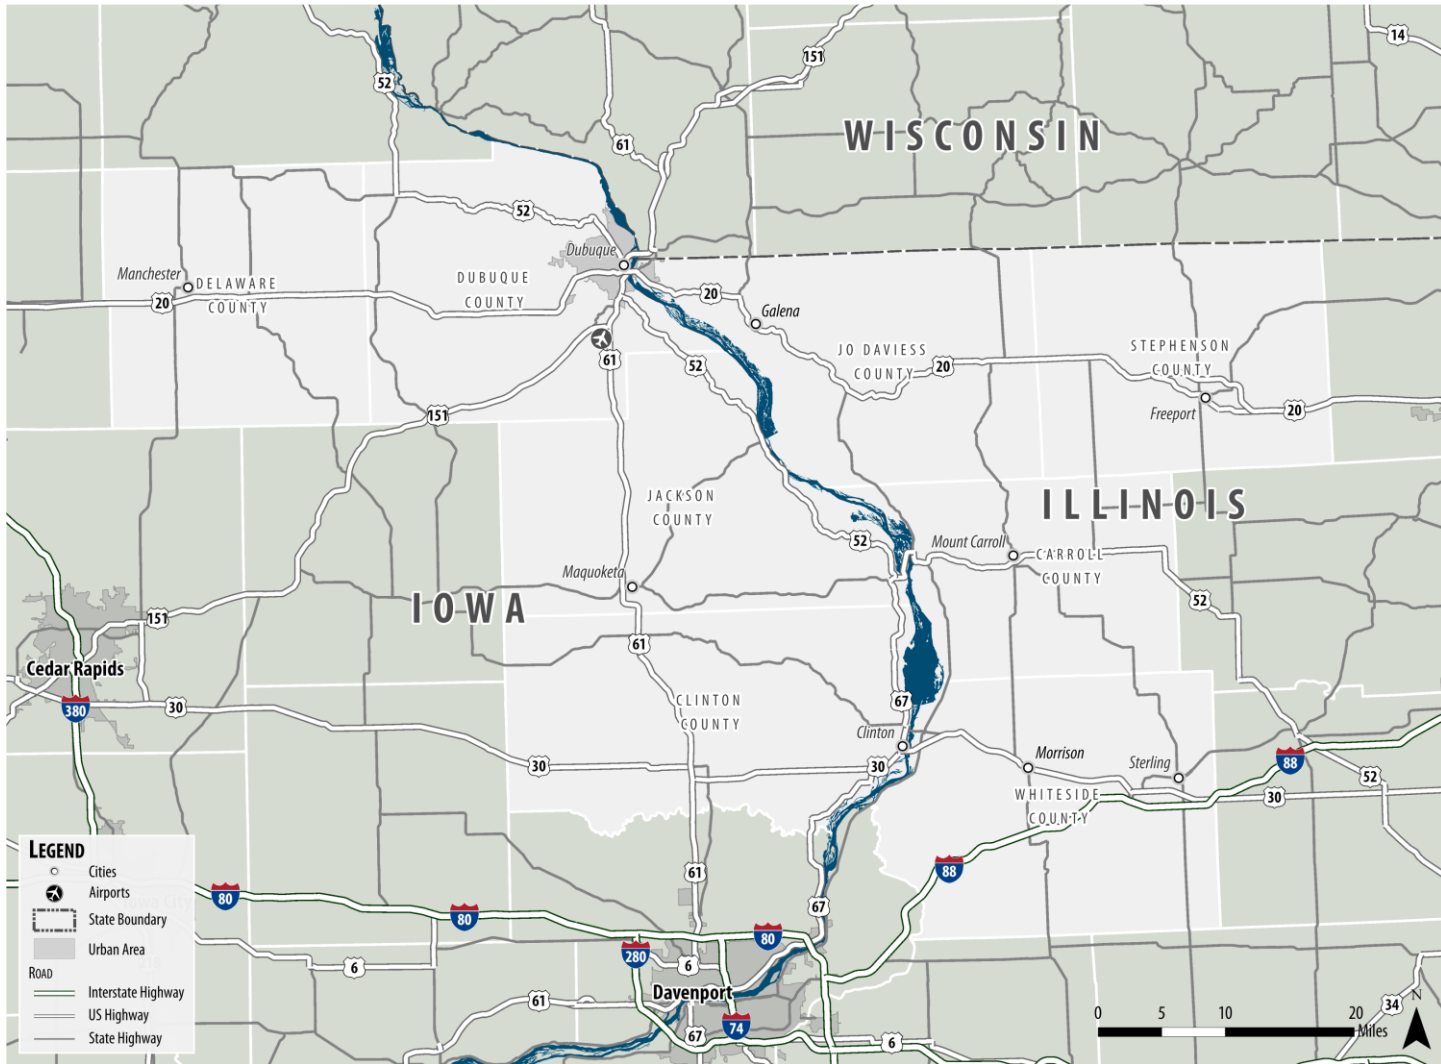 14
151
52
61
WISCONSIN
52
Dubuque
Manchester
DELAWARE
COUNTY
DUBUQUE
COUNTY
20
20
Galena
61
52
JO DAVIESS
COUNTY
20
STEPHENSON
COUNTY
Freeport
20
151
JACKSON
COUNTY
ILLINOIS
52
Mount Carroll
CARROLL
COUNTY
Maquoketa
IOWA
52
151
61
Cedar Rapids
380
30
CLINTON
COUNTY
67
Clinton
30
30
Morrison
Sterling
88
52
30
WHITESIDE
COUNTY
LEGEND
Cities
Airports
State Boundary
Urban Area
ROAD
Interstate Highway
US Highway
State Highway
61
88
80
Iowa City
80
67
80
280
6
6
Davenport
61
74
67
6
34
N
0 5 10 20
Miles